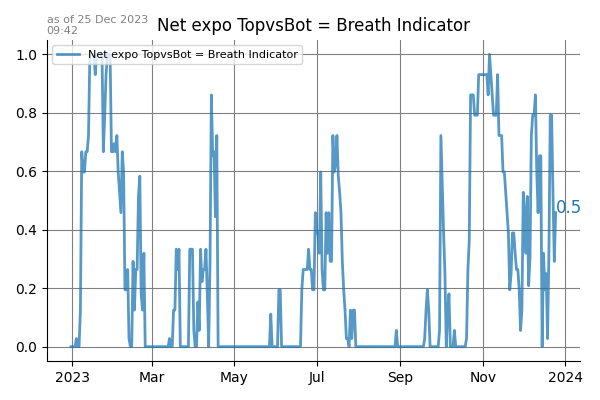 as of 25 Dec 2023
09:42
Net expo TopvsBot = Breath Indicator
Net expo TopvsBot = Breath Indicator
1.0
0.8
0.6
0.4
0.2
0.0
0.5
2023 Mar May Jul Sep Nov 2024